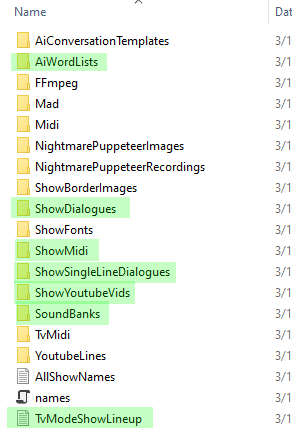 Name
AiConversationTemplates 3/1
AiWordLists 3/1
FFmpeg 3/1
Mad 3/1
Midi 3/1
NightmarePuppeteerImages 3/1
NightmarePuppeteerRecordings 3/1
ShowBorderImages 3/1
ShowDialogues 3/1
ShowFonts 3/1
ShowMidi 3/1
ShowSingleLineDialogues 3/1
ShowYoutubeVids 3/1
SoundBanks 3/1
TvMidi 3/1
YoutubeLines 3/1
AllShowNames 3/1
names 3/1
TvModeShowLineup 3/1